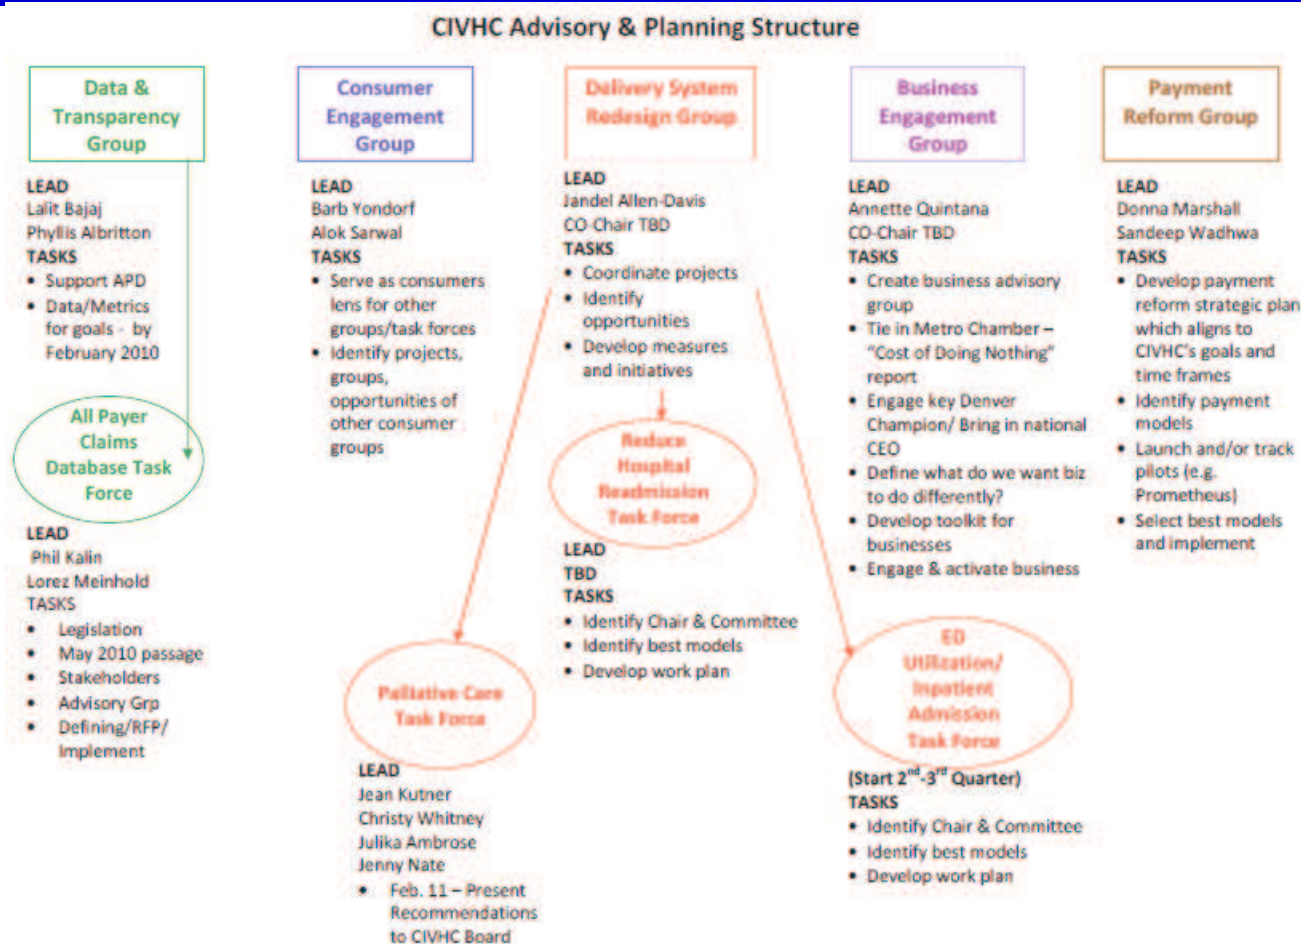 CIVHC Advisory & Planning Structure
Data &
Transparency
Group
LEAD
Lalit Bajaj
Phyllis Albritton
TASKS
• Support APD
• Data/Metrics
for goals - by
February 2010
All Payer
Claims
Database Task
Force
LEAD
Phil Kalin
Lorez Meinhold
TASKS
• Legislation
• May 2010 passage
• Stakeholders
• Advisory Grp
• Defining/RFP/
Implement
Consumer
Engagement
Group
LEAD
Barb Yondorf
Alok Sarwal
TASKS
• Serve as consumers
lens for other
groups/task forces
• Identify projects,
groups,
opportunities of
other consumer
groups
Delivery System
Redesign Group
LEAD
Jandel Allen-Davis
CO-Chair TBD
TASKS
• Coordinate projects
• Identify
opportunities
• Develop measures
and initiatives
Reduce
Hospital
Readmission
Task Force
LEAD
TBD
TASKS
• Identify Chair & Committee
• Identify best models
• Develop work plan
Palliative Care
Task Force
LEAD
Jean Kutner
Christy Whitney
Julika Ambrose
Jenny Nate
• Feb. 11 – Present
Recommendations
to CIVHC Board
Business
Engagement
Group
LEAD
Annette Quintana
CO-Chair TBD
TASKS
• Create business advisory
group
• Tie in Metro Chamber –
"Cost of Doing Nothing"
report
• Engage key Denver
Champion/ Bring in national
CEO
• Define what do we want biz
to do differently?
• Develop toolkit for
businesses
• Engage & activate business
ED
Utilization/
Inpatient
Admission
Task Force
(Start 2nd-3rd Quarter)
TASKS
• Identify Chair & Committee
• Identify best models
• Develop work plan
Payment
Reform Group
LEAD
Donna Marshall
Sandeep Wadhwa
TASKS
• Develop payment
reform strategic plan
which aligns to
CIVHC's goals and
time frames
• Identify payment
models
• Launch and/or track
pilots (e.g.
Prometheus)
• Select best models
and implement